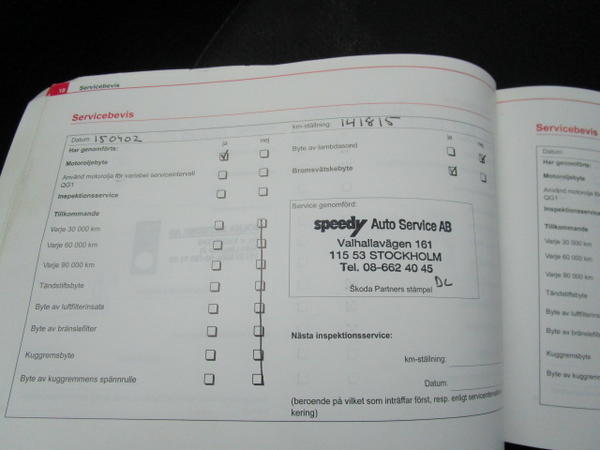 18 Servicebevis
Servicebevis
Datum: 150402
Har genomförts: ja nej
Motoroljebyte
Använd motorolja för variabel serviceintervall
QG1
Inspektionsservice
Tillkommande
Varje 30 000 km
Varje 60 000 km
Varje 90 000 km
Tändstiftsbyte
Byte av luftfilterinsats
Byte av bränslefilter
Kuggremsbyte
Byte av kuggremmens spännrulle
km-ställning: 141815
ja nej
Byte av lambdasond
Bromsvätskebyte
Service genomförd:
speedy Auto Service AB
Valhallavägen 161
115 53 STOCKHOLM
Tel. 08-662 40 45
Škoda Partners stämpel DL
Nästa inspektionsservice:
km-ställning:
Datum:
(beroende på vilket som inträffar först, resp. enligt serviceinterval
kering)
Servicebevis
Datum:
Har genomförts:
Motoroljebyte
Använd motorolja för
QG1
Inspektionsservice
Tillkommande
Varje 30 000 km
Varje 60 000 km
Varje 90 000 km
Tändstiftsbyte
Byte av luftfilterins
Byte av bränslefilte
Kuggremsbyte
Byte av kuggremme